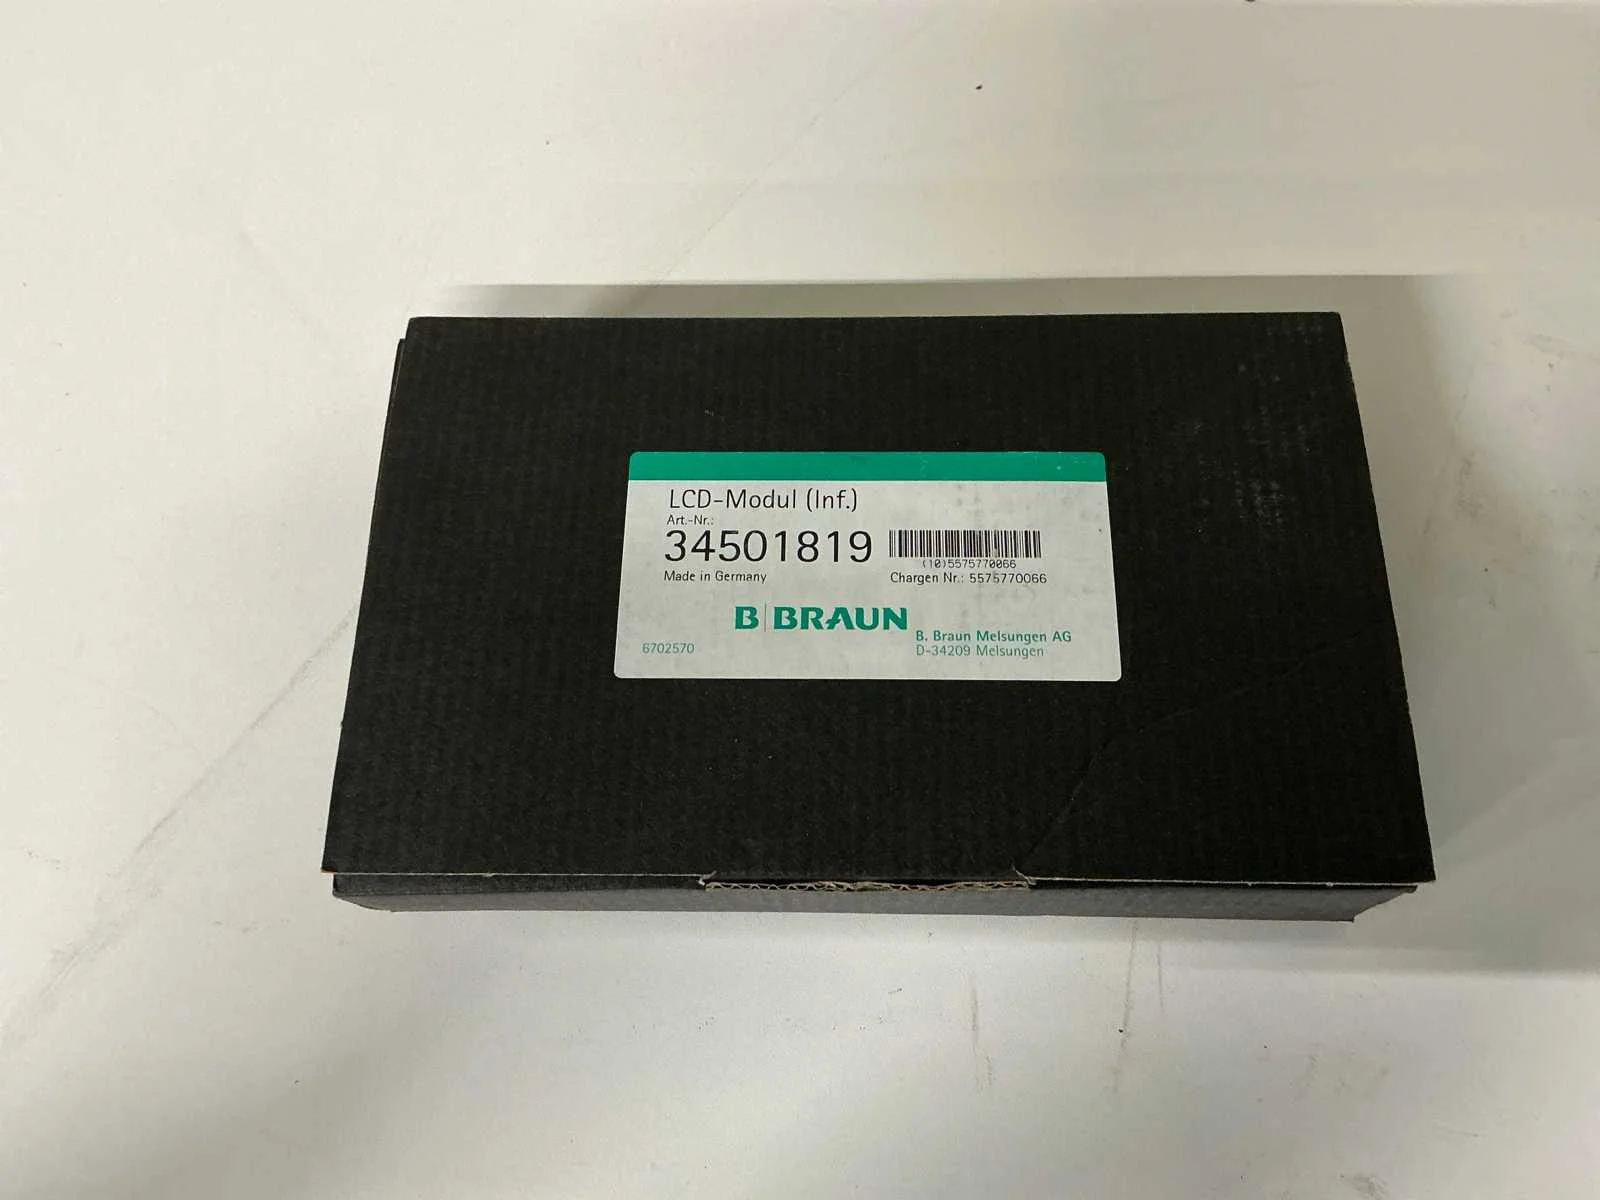 LCD-Modul (Inf.)
Art.-Nr.:
34501819
(10)5575770066
Made in Germany
Chargen Nr.: 5575770066
B|BRAUN
B. Braun Melsungen AG
D-34209 Melsungen
6702570